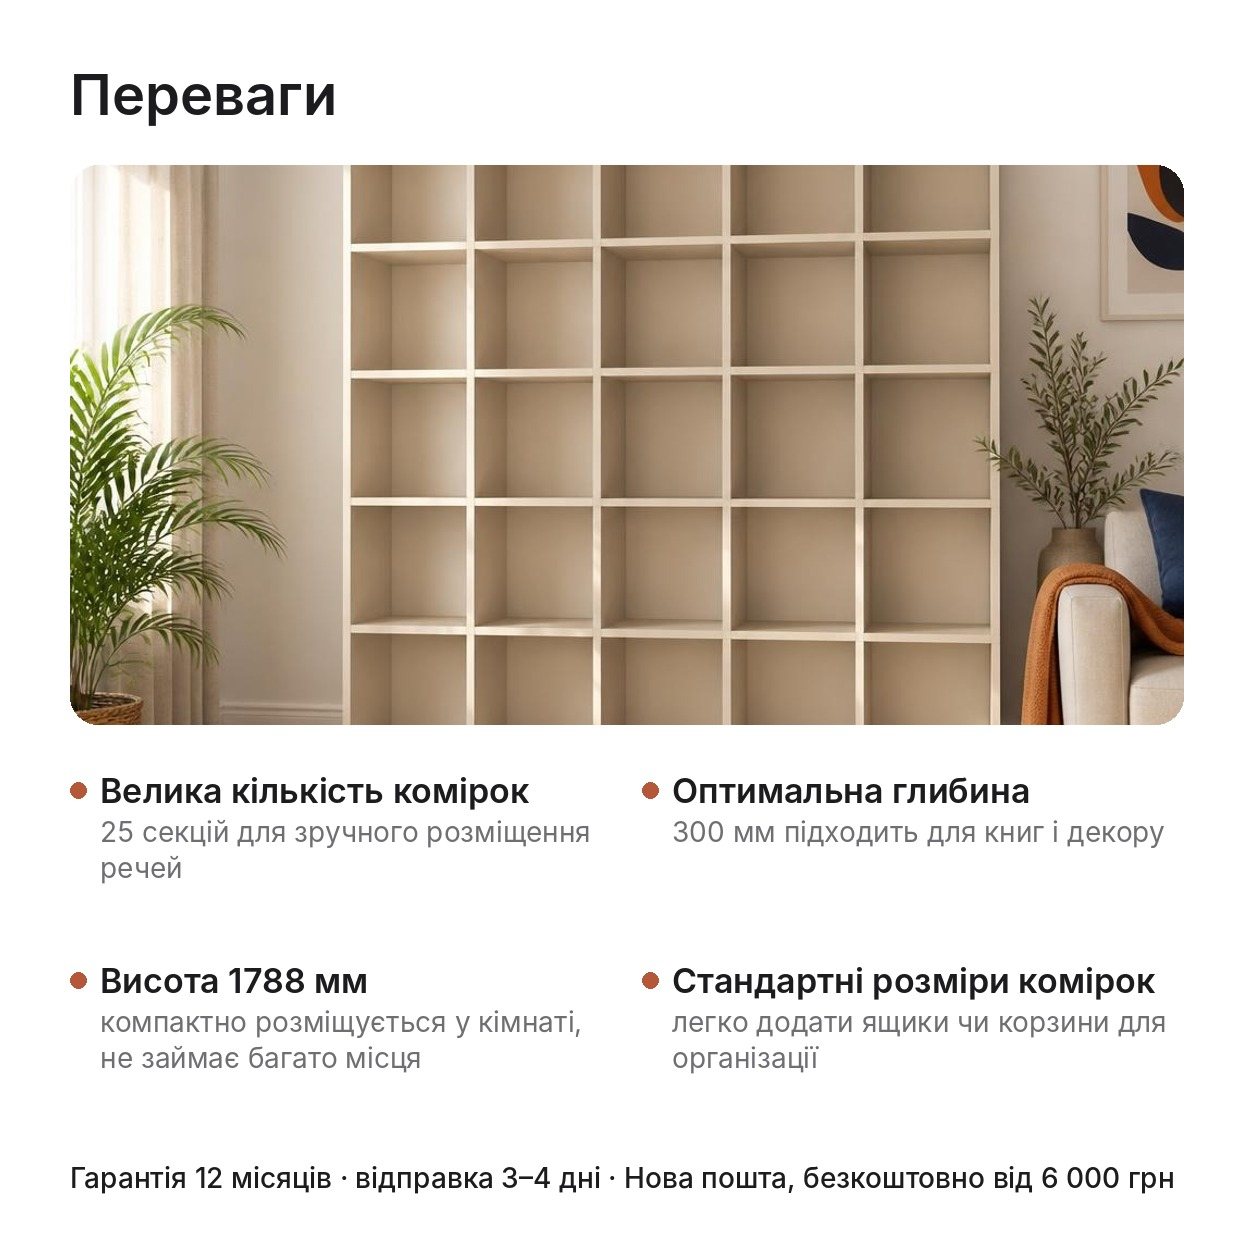 Переваги
Велика кількість комірок
25 секцій для зручного розміщення
речей
Оптимальна глибина
300 мм підходить для книг і декору
Висота 1788 мм
компактно розміщується у кімнаті,
не займає багато місця
Стандартні розміри комірок
легко додати ящики чи корзини для
організації
Гарантія 12 місяців · відправка 3–4 дні · Нова пошта, безкоштовно від 6 000 грн